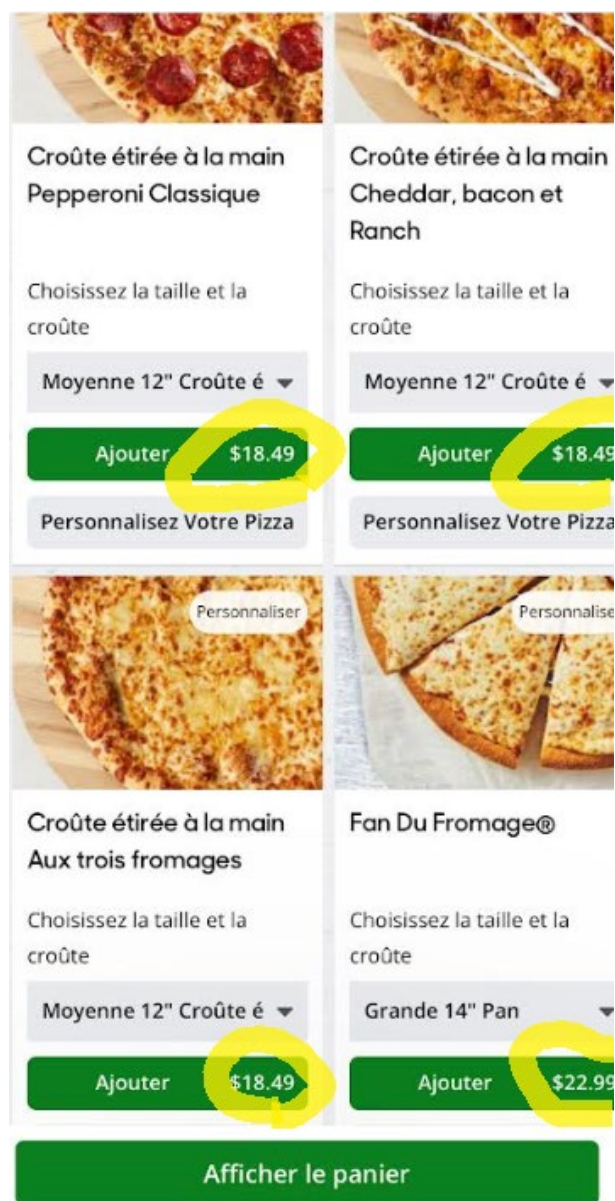 Croûte étirée à la main
Pepperoni Classique
Choisissez la taille et la
croûte
Moyenne 12" Croûte é
Ajouter $18.49
Personnalisez Votre Pizza
Croûte étirée à la main
Cheddar, bacon et
Ranch
Choisissez la taille et la
croûte
Moyenne 12" Croûte é
Ajouter $18.49
Personnalisez Votre Pizza
Personnaliser
Croûte étirée à la main
Aux trois fromages
Choisissez la taille et la
croûte
Moyenne 12" Croûte é
Ajouter $18.49
Personnalise
Fan Du Fromage®
Choisissez la taille et la
croûte
Grande 14" Pan
Ajouter $22.99
Afficher le panier